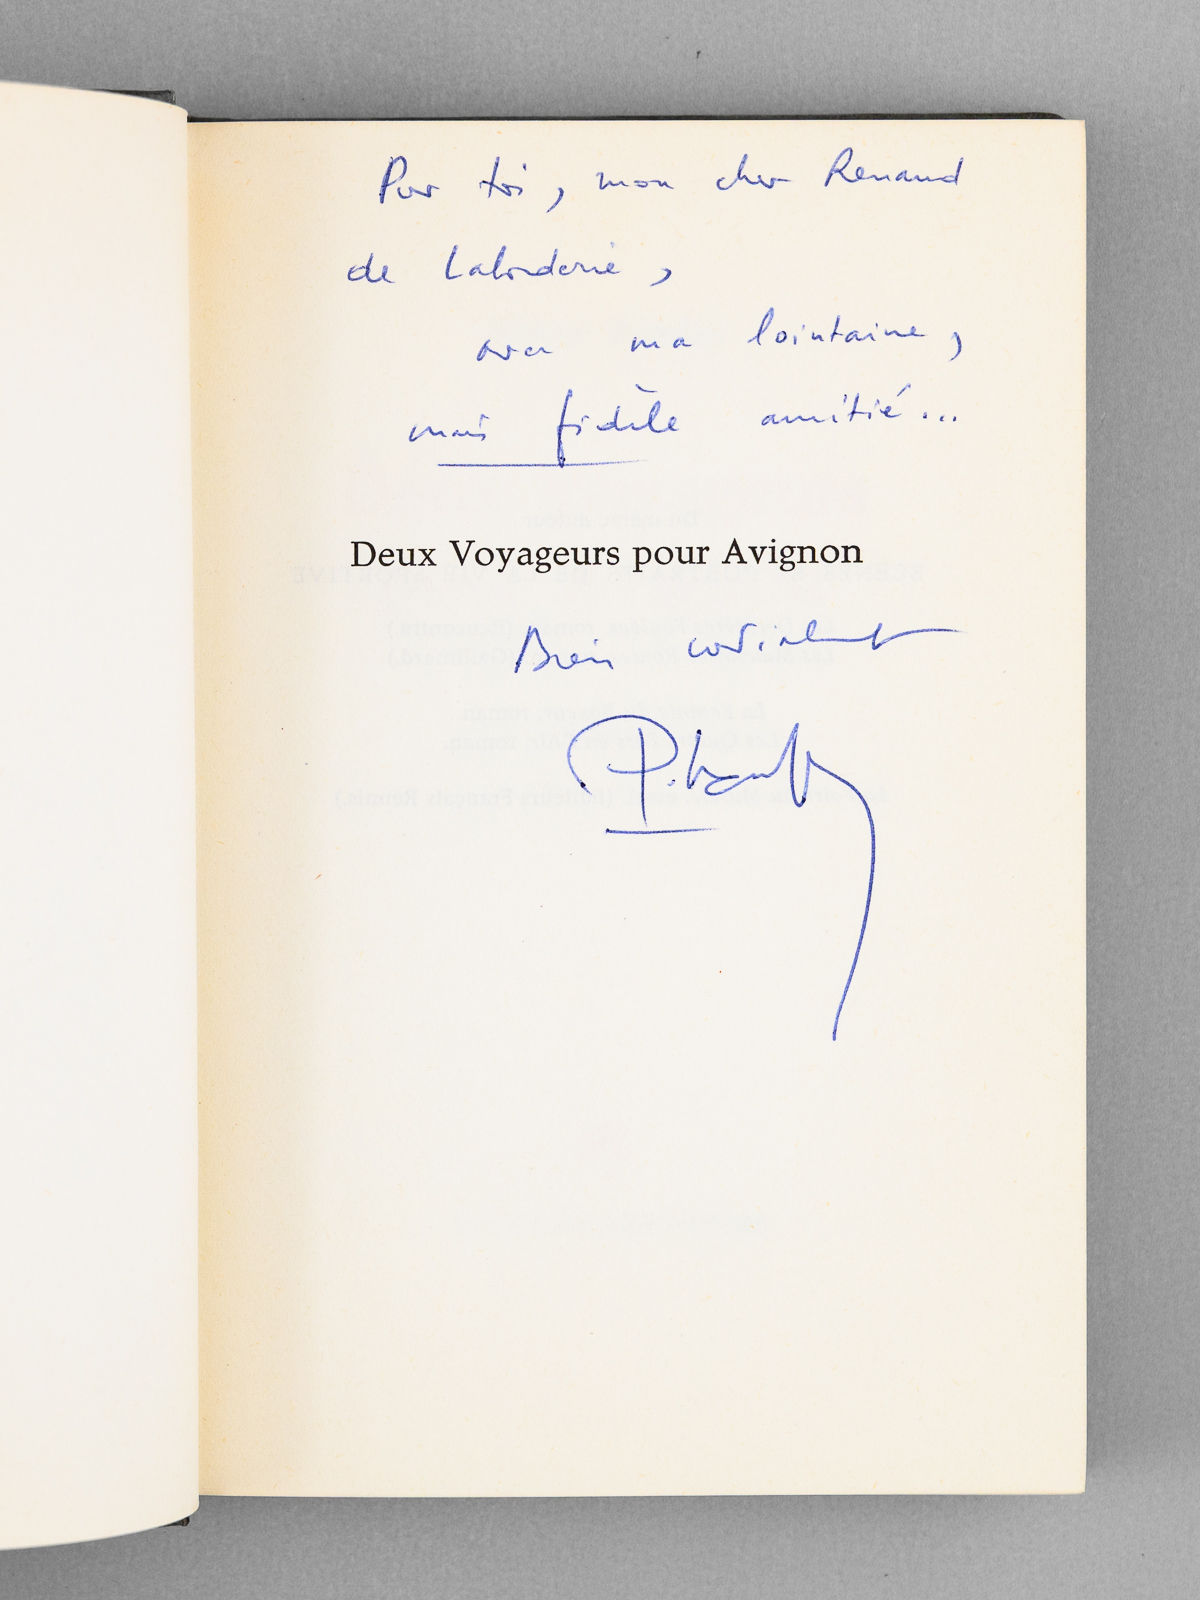 Pour toi, mon cher Renaud
de Laborderie,
avec ma lointaine,
mais fidèle amitié...
Deux Voyageurs pour Avignon
Bien cordialement